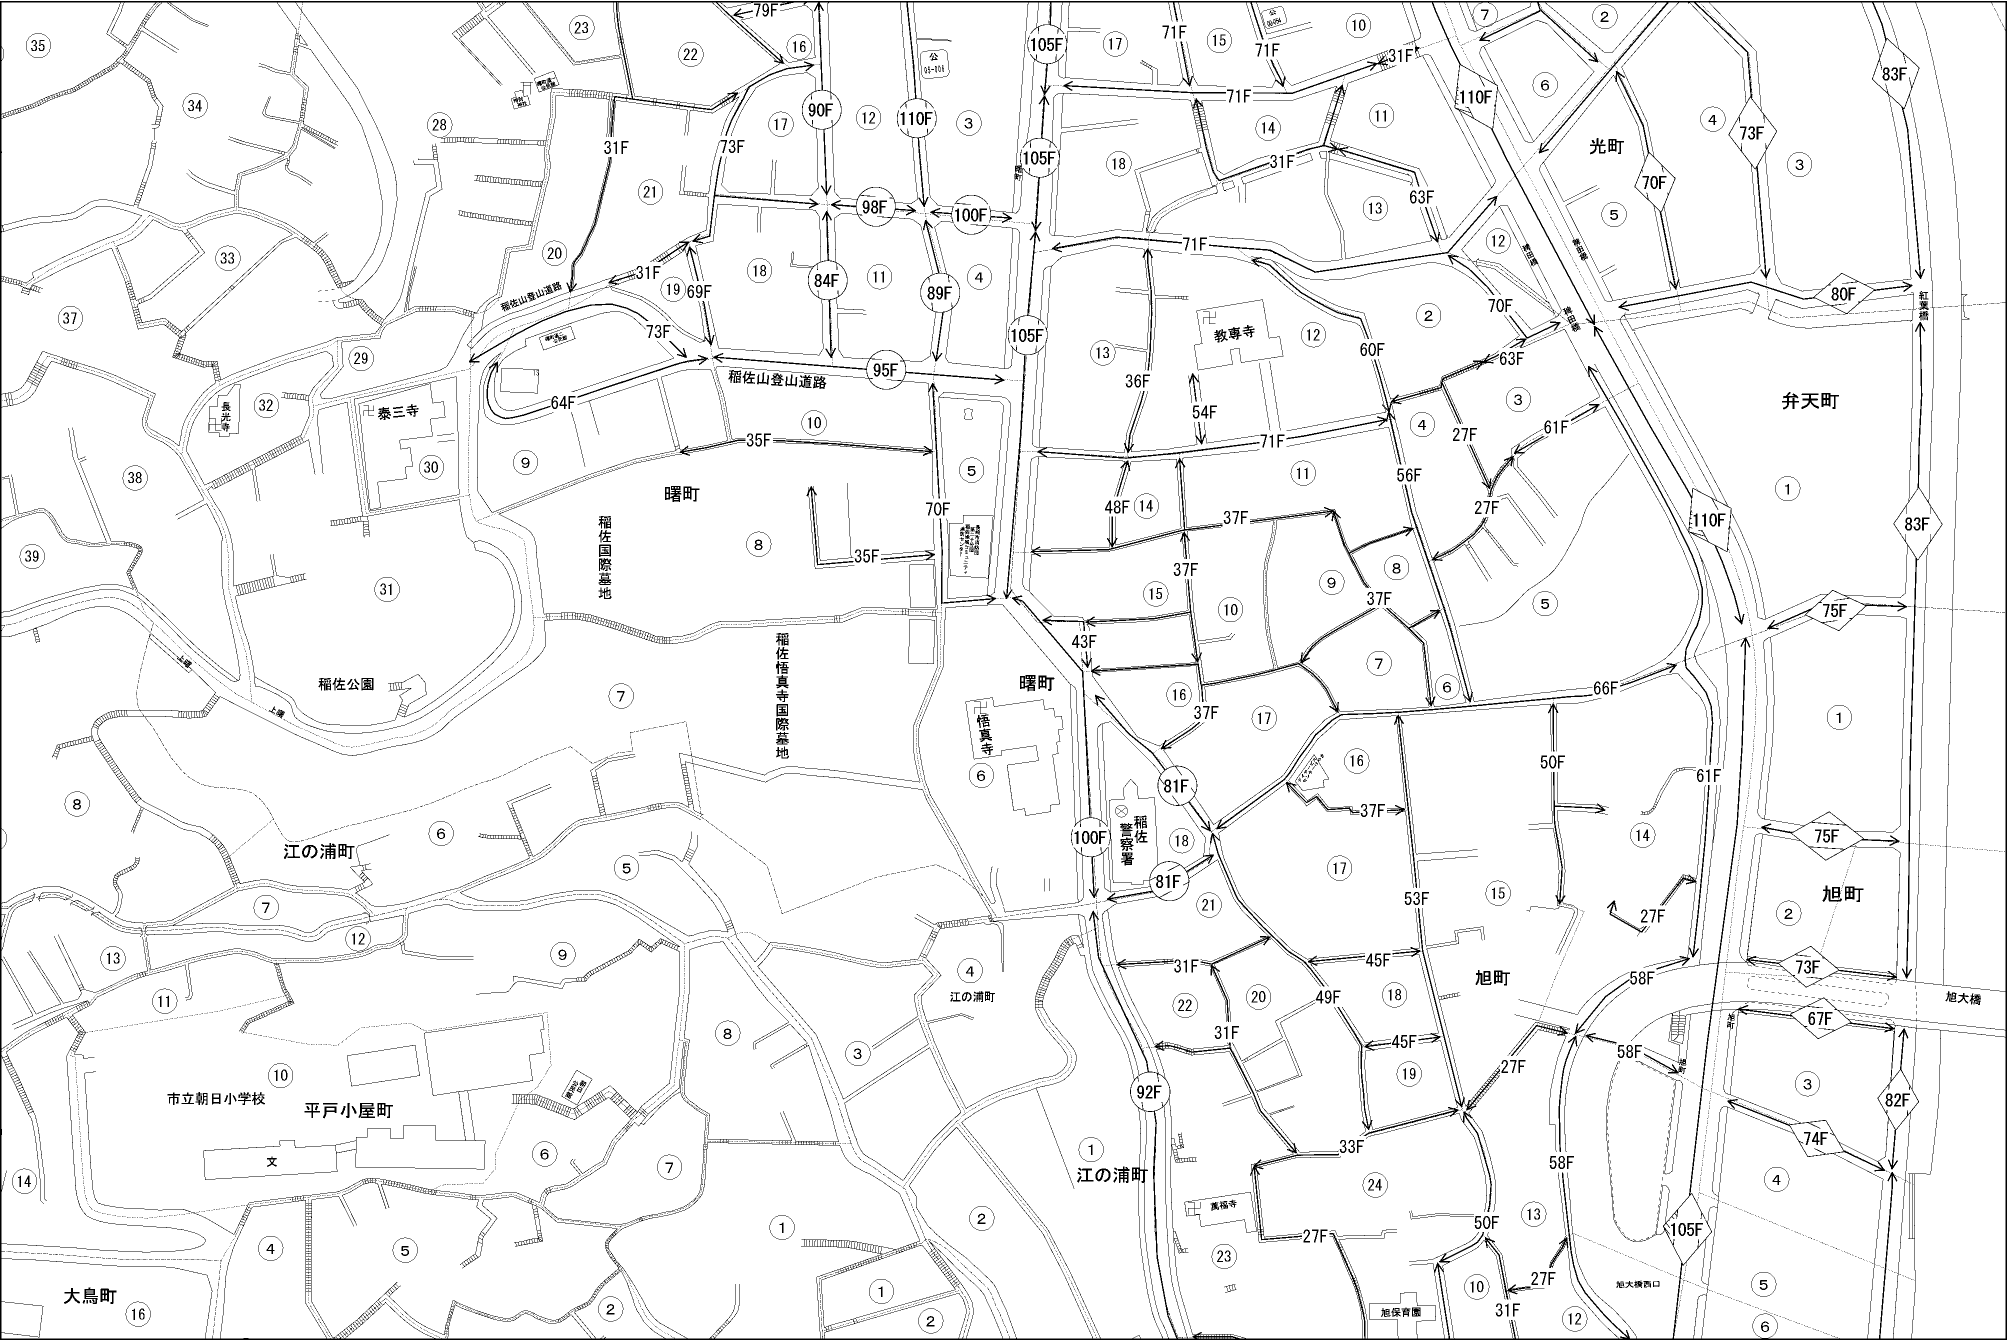 79F
105F
71F
71F
31F
110F
83F
35
23
22
16
公
05-006
17
15
公
10
7
2
34
28
31F
73F
17
90F
12
110F
3
105F
71F
14
11
6
光町
4
73F
3
18
31F
63F
13
70F
5
21
98F
100F
33
20
31F
19
69F
18
84F
11
89F
4
71F
12
70F
80F
紅葉橋
稲佐山登山道路
37
29
73F
105F
教専寺
12
2
60F
63F
稲田橋
13
36F
95F
稲佐山登山道路
64F
32
長光寺
泰三寺
弁天町
54F
4
3
27F
61F
38
30
9
35F
10
5
71F
11
56F
曙町
14
48F
37F
27F
1
110F
83F
39
稲佐国際墓地
8
35F
70F
31
15
37F
10
9
37F
8
5
75F
43F
稲佐悟真寺国際墓地
稲佐公園
上曙
上曙
7
曙町
16
37F
17
7
6
66F
悟真寺
6
1
50F
61F
16
81F
37F
8
6
江の浦町
100F
稲佐警察署
18
14
75F
5
81F
17
53F
15
7
21
27F
旭町
2
12
13
9
31F
45F
旭町
58F
73F
11
4
江の浦町
22
20
49F
18
旭大橋
67F
31F
8
3
45F
58F
10
19
27F
3
82F
市立朝日小学校
平戸小屋町
92F
74F
33F
6
7
1
江の浦町
58F
文
14
24
4
萬福寺
13
105F
50F
1
2
4
5
23
27F
27F
旭大橋西口
5
大鳥町
16
2
1
2
10
31F
旭保育園
12
6